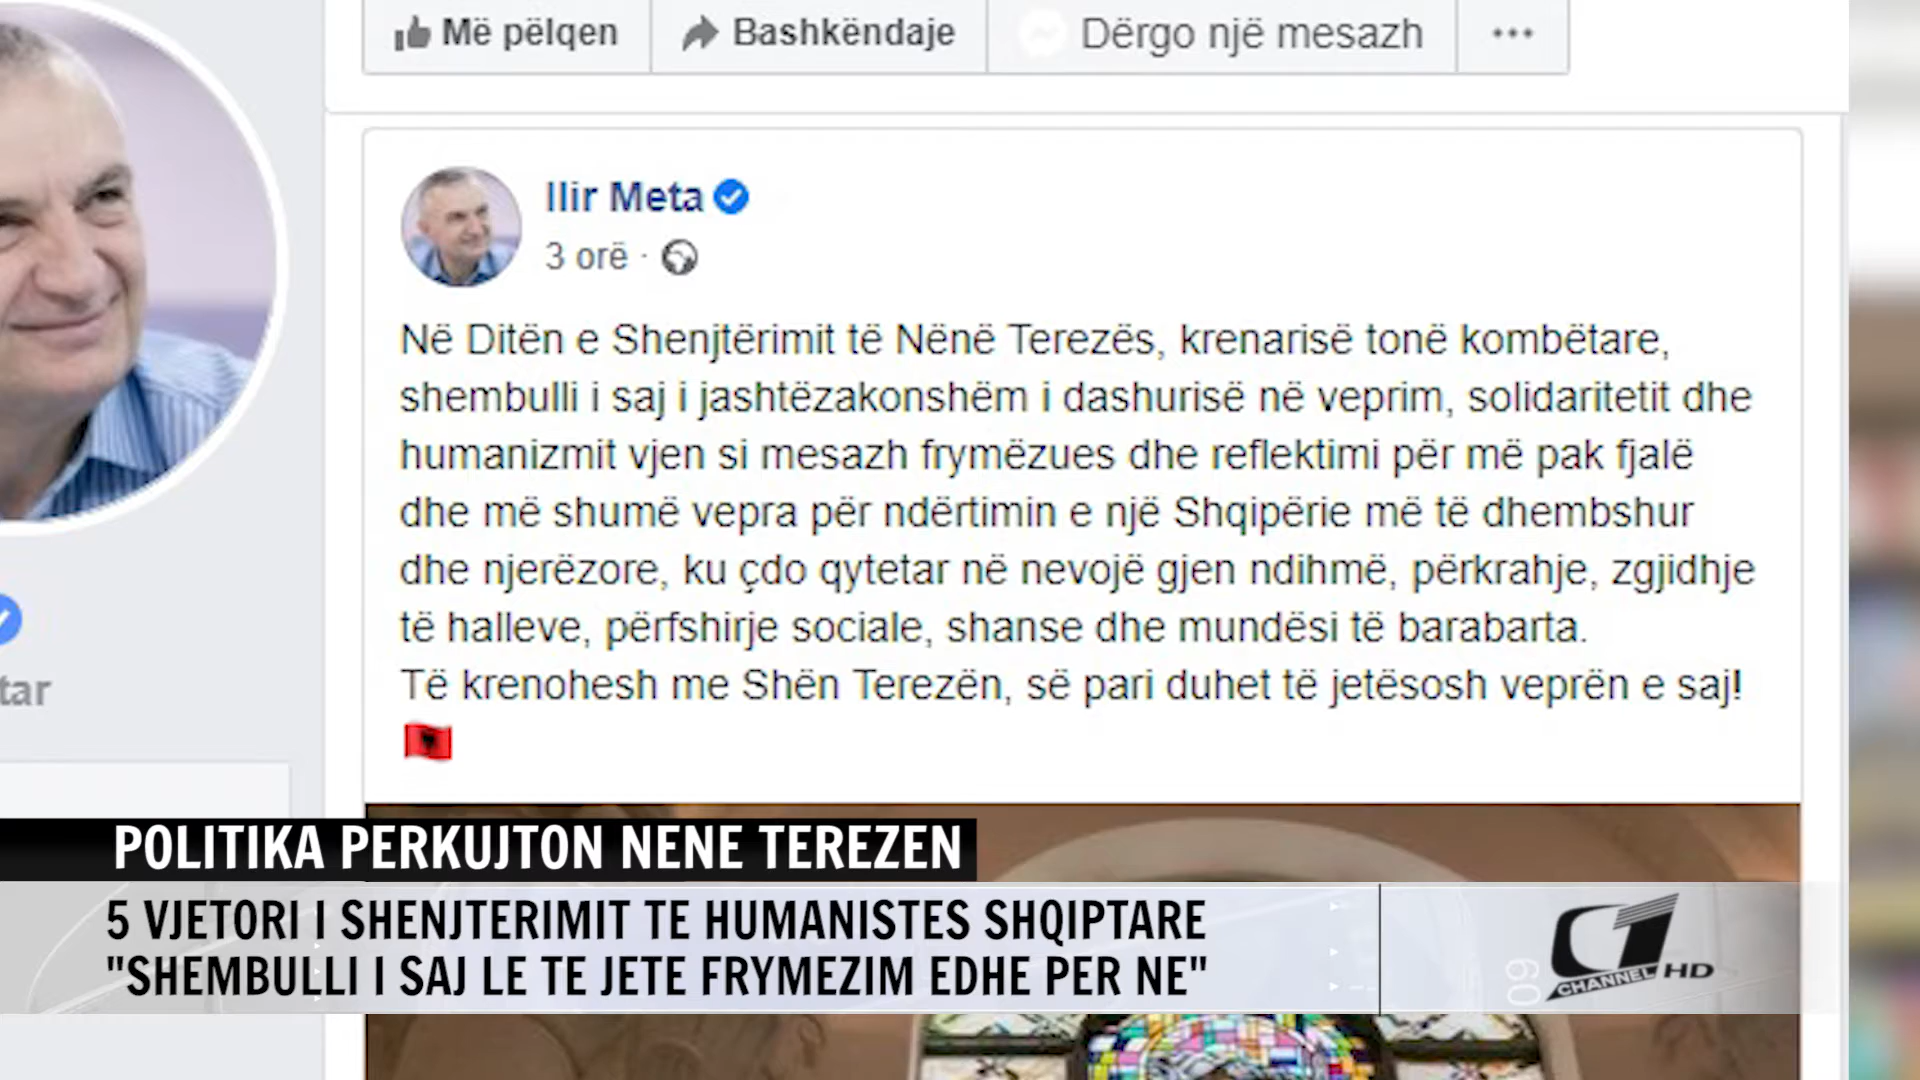 Më pëlqen
Bashkëndaje
Dërgo një mesazh
Ilir Meta
3 orë ·
Në Ditën e Shenjtërimit të Nënë Terezës, krenarisë tonë kombëtare,
shembulli i saj i jashtëzakonshëm i dashurisë në veprim, solidaritetit dhe
humanizmit vjen si mesazh frymëzues dhe reflektimi për më pak fjalë
dhe më shumë vepra për ndërtimin e një Shqipërie më të dhembshur
dhe njerëzore, ku çdo qytetar në nevojë gjen ndihmë, përkrahje, zgjidhje
të halleve, përfshirje sociale, shanse dhe mundësi të barabarta.
Të krenohesh me Shën Terezën, së pari duhet të jetësosh veprën e saj!
tar
POLITIKA PERKUJTON NENE TEREZEN
5 VJETORI I SHENJTERIMIT TE HUMANISTES SHQIPTARE
"SHEMBULLI I SAJ LE TE JETE FRYMEZIM EDHE PER NE"
09
CHANNEL HD